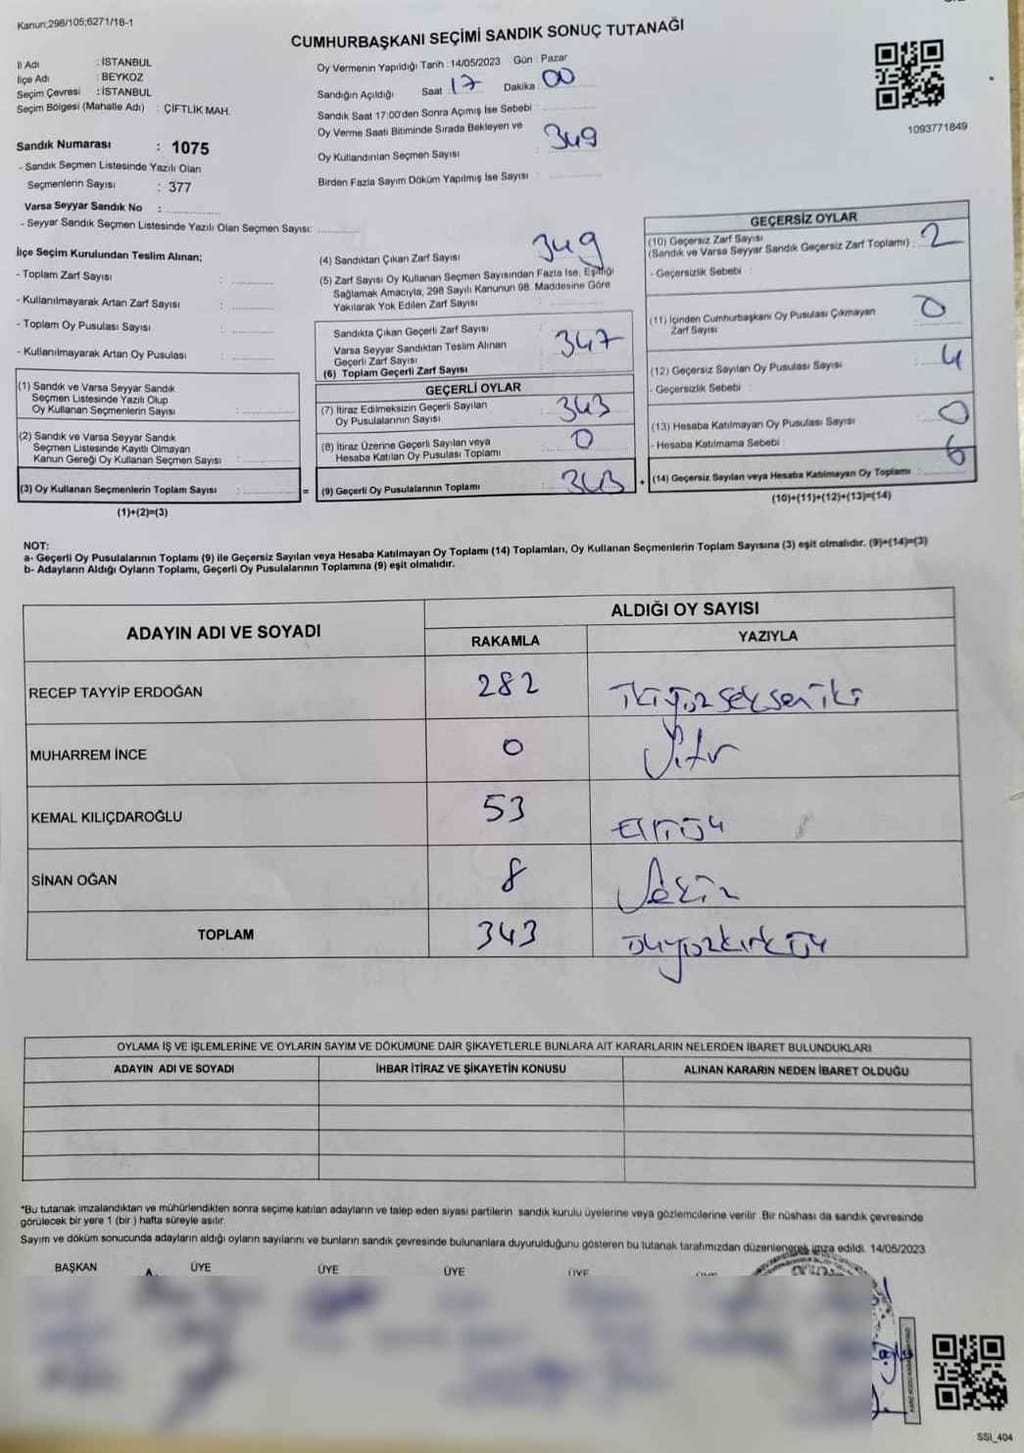 Kanun;298/105;6271/18-1
CUMHURBAŞKANI SEÇİMİ SANDIK SONUÇ TUTANAĞI
İl Adı : İSTANBUL
İlçe Adı : BEYKOZ
Seçim Çevresi : İSTANBUL
Seçim Bölgesi (Mahalle Adı) : ÇİFTLİK MAH.
Sandık Numarası : 1075
- Sandık Seçmen Listesinde Yazılı Olan
Seçmenlerin Sayısı : 377
Varsa Seyyar Sandık No :
- Seyyar Sandık Seçmen Listesinde Yazılı Olan Seçmen Sayısı:
Oy Vermenin Yapıldığı Tarih : 14/05/2023 Gün : Pazar
Sandığın Açıldığı Saat 17 Dakika 00
Sandık Saat 17:00'den Sonra Açımış İse Sebebi
Oy Verme Saati Bitiminde Sırada Bekleyen ve
Oy Kullandırılan Seçmen Sayısı : 349
Birden Fazla Sayım Döküm Yapılmış İse Sayısı :
1093771849
İlçe Seçim Kurulundan Teslim Alınan;
- Toplam Zarf Sayısı :
- Kullanılmayarak Artan Zarf Sayısı :
- Toplam Oy Pusulası Sayısı :
- Kullanılmayarak Artan Oy Pusulası :
(1) Sandık ve Varsa Seyyar Sandık
Seçmen Listesinde Yazılı Olup
Oy Kullanan Seçmenlerin Sayısı :
(2) Sandık ve Varsa Seyyar Sandık
Seçmen Listesinde Kayıtlı Olmayan
Kanun Gereği Oy Kullanan Seçmen Sayısı :
(3) Oy Kullanan Seçmenlerin Toplam Sayısı : =
(1)+(2)=(3)
(4) Sandıktan Çıkan Zarf Sayısı 349
(5) Zarf Sayısı Oy Kullanan Seçmen Sayısından Fazla İse, Eşitliği
Sağlamak Amacıyla, 298 Sayılı Kanunun 98. Maddesine Göre
Yakılarak Yok Edilen Zarf Sayısı :
Sandıkta Çıkan Geçerli Zarf Sayısı
Varsa Seyyar Sandıktan Teslim Alınan
Geçerli Zarf Sayısı
(6) Toplam Geçerli Zarf Sayısı 347
GEÇERLİ OYLAR
(7) İtiraz Edilmeksizin Geçerli Sayılan
Oy Pusulalarının Sayısı 343
(8) İtiraz Üzerine Geçerli Sayılan veya
Hesaba Katılan Oy Pusulası Toplamı 0
(9) Geçerli Oy Pusulalarının Toplamı 343 +
GEÇERSİZ OYLAR
(10) Geçersiz Zarf Sayısı
(Sandık ve Varsa Seyyar Sandık Geçersiz Zarf Toplamı) : 2
- Geçersizlik Sebebi :
(11) İçinden Cumhurbaşkanı Oy Pusulası Çıkmayan
Zarf Sayısı 0
(12) Geçersiz Sayılan Oy Pusulası Sayısı 4
- Geçersizlik Sebebi :
(13) Hesaba Katılmayan Oy Pusulası Sayısı 0
- Hesaba Katılmama Sebebi
(14) Geçersiz Sayılan veya Hesaba Katılmayan Oy Toplamı : 6
(10)+(11)+(12)+(13)=(14)
NOT:
a- Geçerli Oy Pusulalarının Toplamı (9) ile Geçersiz Sayılan veya Hesaba Katılmayan Oy Toplamı (14) Toplamları, Oy Kullanan Seçmenlerin Toplam Sayısına (3) eşit olmalıdır. (9)+(14)=(3)
b- Adayların Aldığı Oyların Toplamı, Geçerli Oy Pusulalarının Toplamına (9) eşit olmalıdır.
ADAYIN ADI VE SOYADI ALDIĞI OY SAYISI
RAKAMLA YAZIYLA
RECEP TAYYİP ERDOĞAN 282 ikiyüzseksen iki
MUHARREM İNCE 0 Sıfır
KEMAL KILIÇDAROĞLU 53 Elliüç
SİNAN OĞAN 8 Sekiz
TOPLAM 343 üçyüzkırküç
OYLAMA İŞ VE İŞLEMLERİNE VE OYLARIN SAYIM VE DÖKÜMÜNE DAİR ŞİKAYETLERLE BUNLARA AİT KARARLARIN NELERDEN İBARET BULUNDUKLARI
ADAYIN ADI VE SOYADI İHBAR İTİRAZ VE ŞİKAYETİN KONUSU ALINAN KARARIN NEDEN İBARET OLDUĞU
*Bu tutanak imzalandıktan ve mühürlendikten sonra seçime katılan adayların ve talep eden siyasi partilerin sandık kurulu üyelerine veya gözlemcilerine verilir. Bir nüshası da sandık çevresinde
görülecek bir yere 1 (bir) hafta süreyle asılır.
Sayım ve döküm sonucunda adayların aldığı oyların sayılarını ve bunların sandık çevresinde bulunanlara duyurulduğunu gösteren bu tutanak tarafımızdan düzenlenerek imza edildi. 14/05/2023
BAŞKAN ÜYE ÜYE ÜYE ÜYE
SSI_404